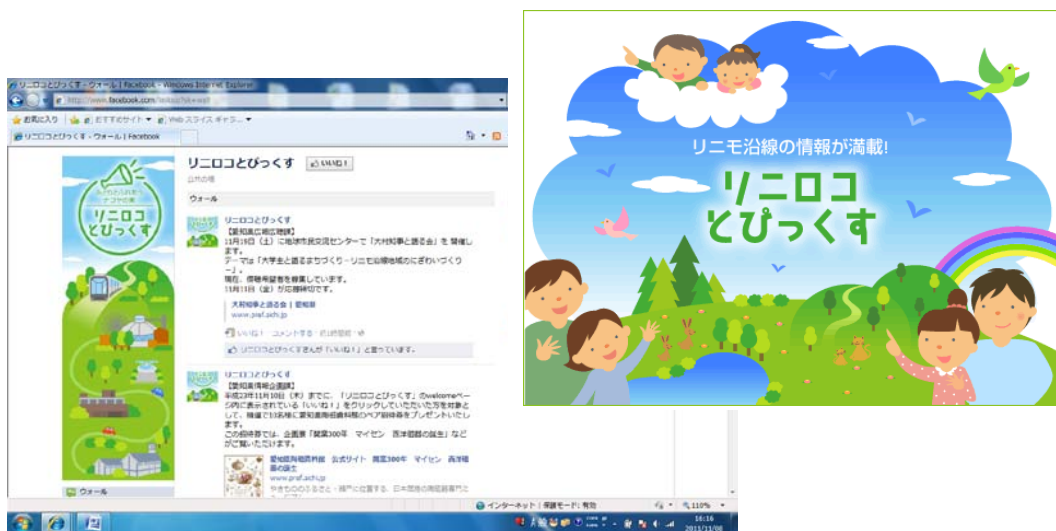 リニロコとぴっくす - ウォール | Facebook - Windows Internet Explorer
お気に入り
おすすめサイト
Web スライス ギャラ...
リニロコとぴっくす - ウォール | Facebook
リニロコ
とぴっくす
ウォール
リニロコとぴっくす
いいね!
ウォール
リニロコとぴっくす
【愛知県広報広聴課】
11月19日(土)に地球市民交流センターで「大村知事と語る会」を 開催し
ます。
テーマは「大学生と語るまちづくり-リニモ沿線地域のにぎわいづくり
-」。
現在、傍聴希望者を募集しています。
11月11日(金)が応募締切です。
大村知事と語る会 | 愛知県
www.pref.aichi.jp
いいね! · コメントする ·
リニロコとぴっくすさんが「いいね!」と言っています。
リニロコとぴっくす
【愛知県情報企画課】
平成23年11月10日(木)までに、「リニロコとぴっくす」のwelcomeペー
ジ内に表示されている「いいね!」をクリックしていただいた方を対象と
して、抽選で10名様に愛知県陶磁資料館のペア招待券をプレゼントいたし
ます。
この招待券では、企画展「開窯300年 マイセン 西洋磁器の誕生」など
がご覧いただけます。
愛知県陶磁資料館 公式サイト 開窯300年 マイセン 西洋磁
器の誕生
www.pref.aichi.jp
インターネット | 保護モード: 有効
110%
16:16
2011/11/08
リニモ沿線の情報が満載!
リニロコ
とぴっくす